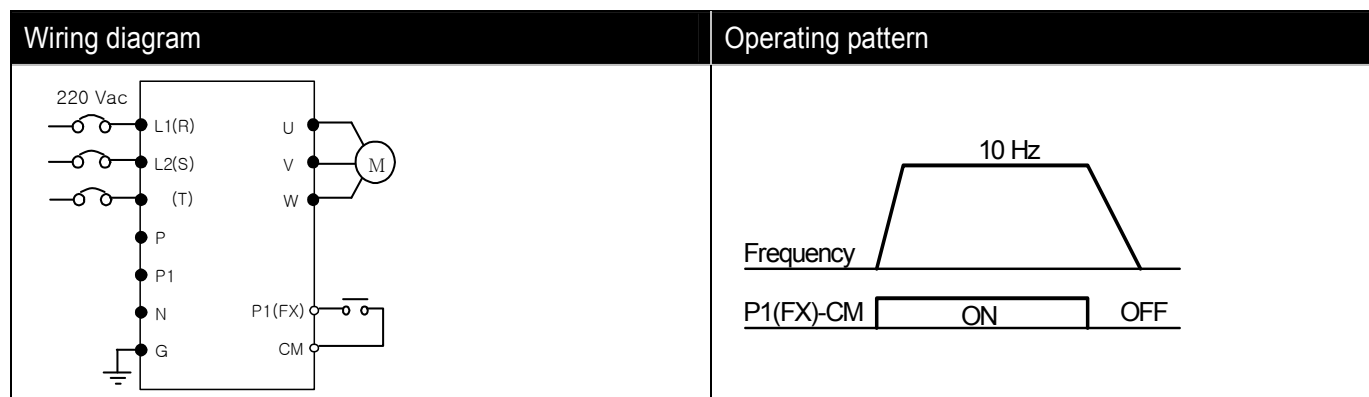 Wiring diagram
Operating pattern
220 Vac
L1(R)
U
L2(S)
V
M
(T)
W
P
P1
N
P1(FX)
G
CM
10 Hz
Frequency
P1(FX)-CM
ON
OFF